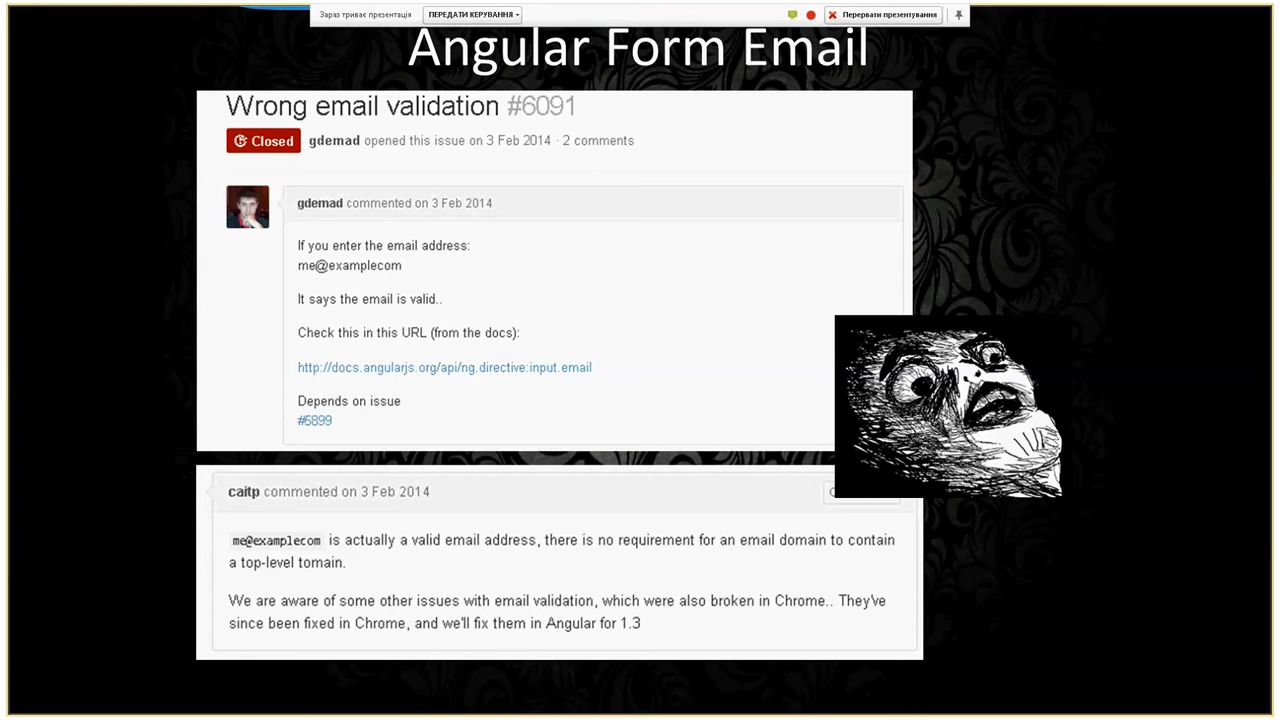 Зараз триває презентація
ПЕРЕДАТИ КЕРУВАННЯ
Перервати презентування
Angular Form Email
Wrong email validation #6091
Closed gdemad opened this issue on 3 Feb 2014 · 2 comments
gdemad commented on 3 Feb 2014
If you enter the email address:
me@examplecom
It says the email is valid..
Check this in this URL (from the docs):
http://docs.angularjs.org/api/ng.directive:input.email
Depends on issue
#5899
caitp commented on 3 Feb 2014
me@examplecom is actually a valid email address, there is no requirement for an email domain to contain
a top-level tomain.
We are aware of some other issues with email validation, which were also broken in Chrome.. They've
since been fixed in Chrome, and we'll fix them in Angular for 1.3